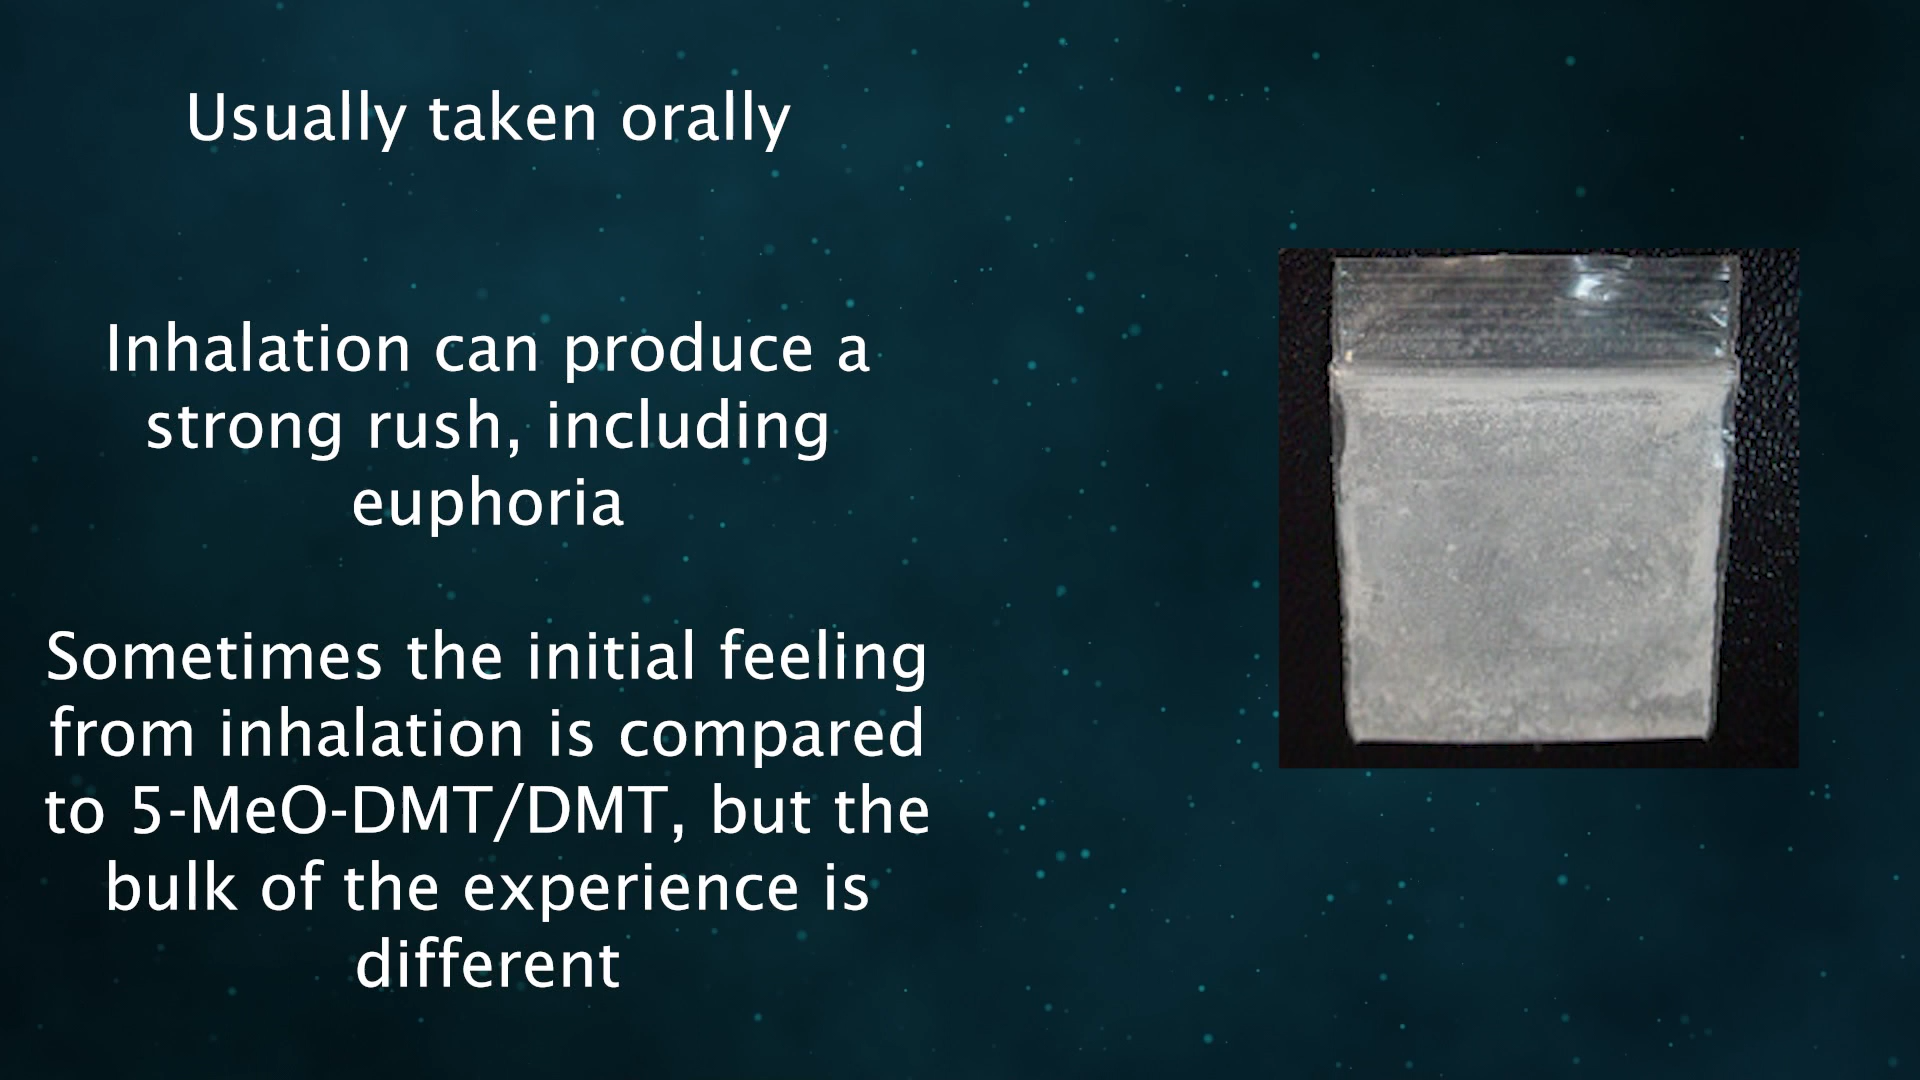 Usually taken orally
Inhalation can produce a
strong rush, including
euphoria
Sometimes the initial feeling
from inhalation is compared
to 5-MeO-DMT/DMT, but the
bulk of the experience is
different